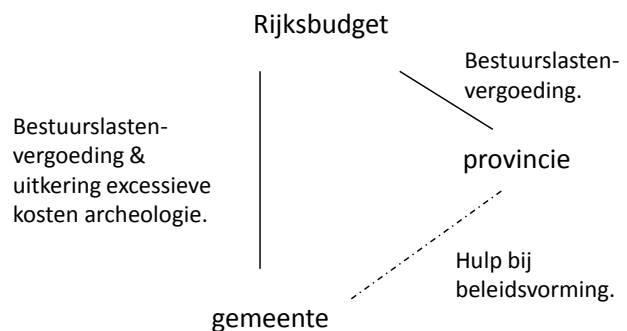 Rijksbudget
Bestuurslasten-
vergoeding.
Bestuurslasten-
vergoeding &
uitkering excessieve
kosten archeologie.
provincie
Hulp bij
beleidsvorming.
gemeente